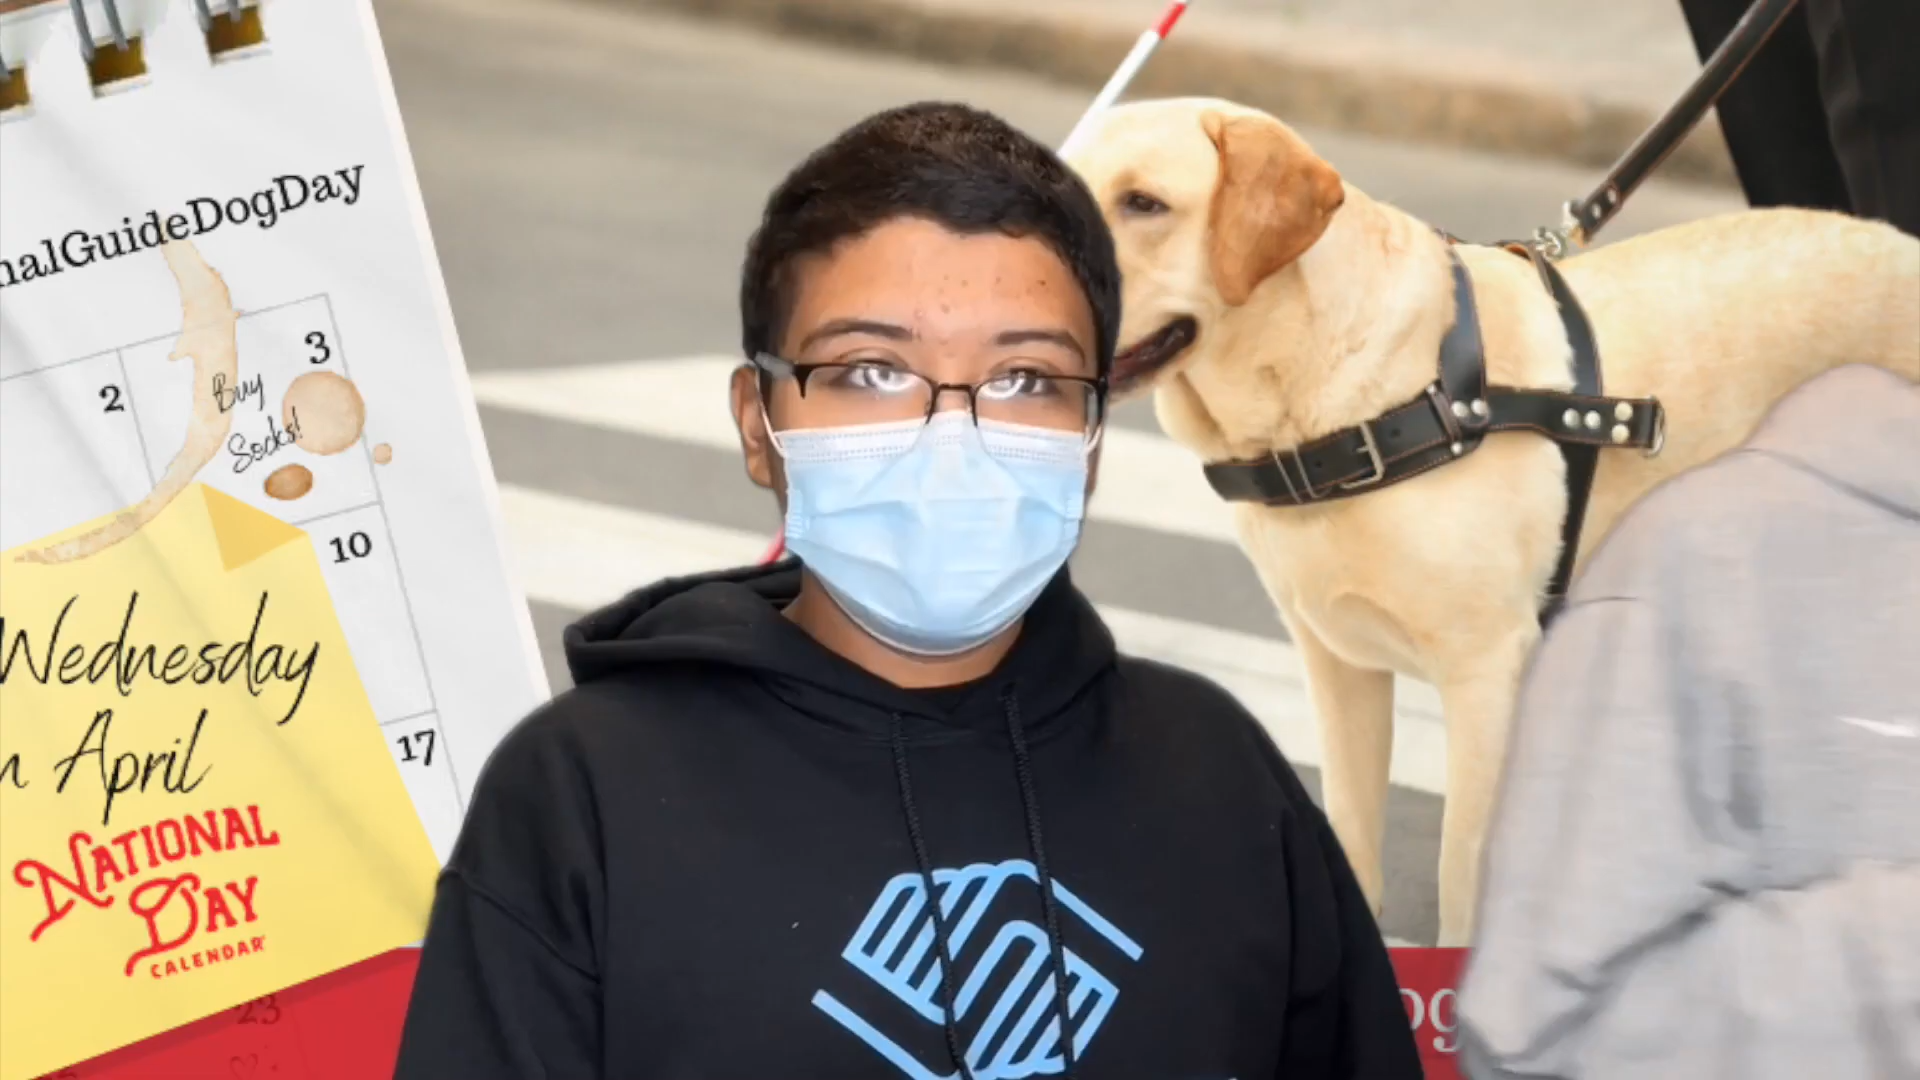 nalGuideDogDay
2
3
Buy
Socks!
10
Wednesday
April
17
NATIONAL
DAY
CALENDAR
23
og